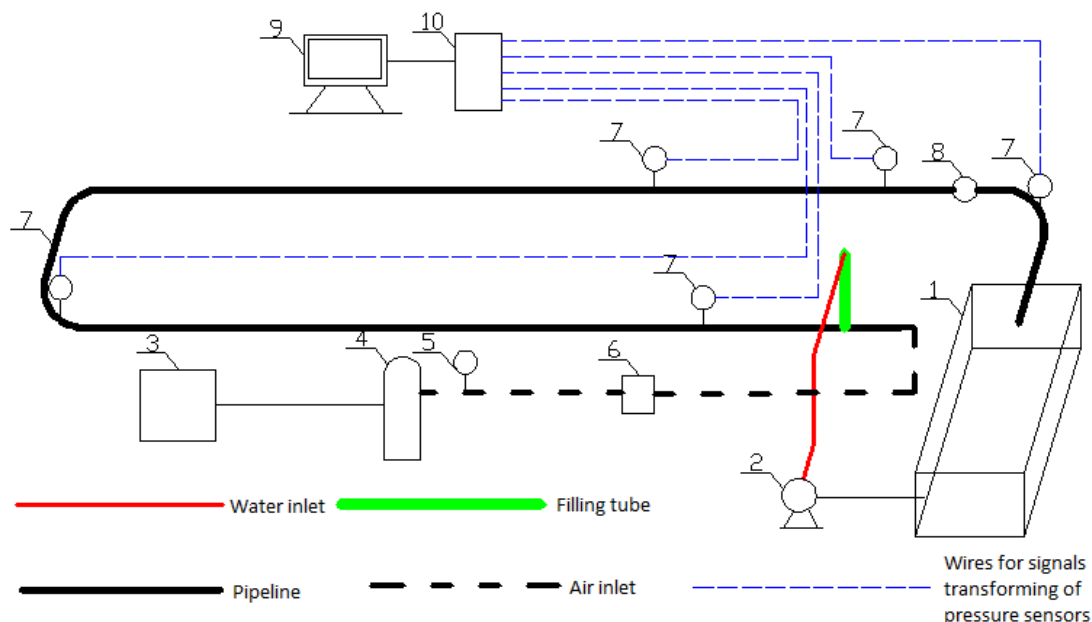 9
10
7
7
8
7
7
7
1
3
4
5
6
2
Water inlet
Filling tube
Pipeline
Air inlet
Wires for signals
transforming of
pressure sensors